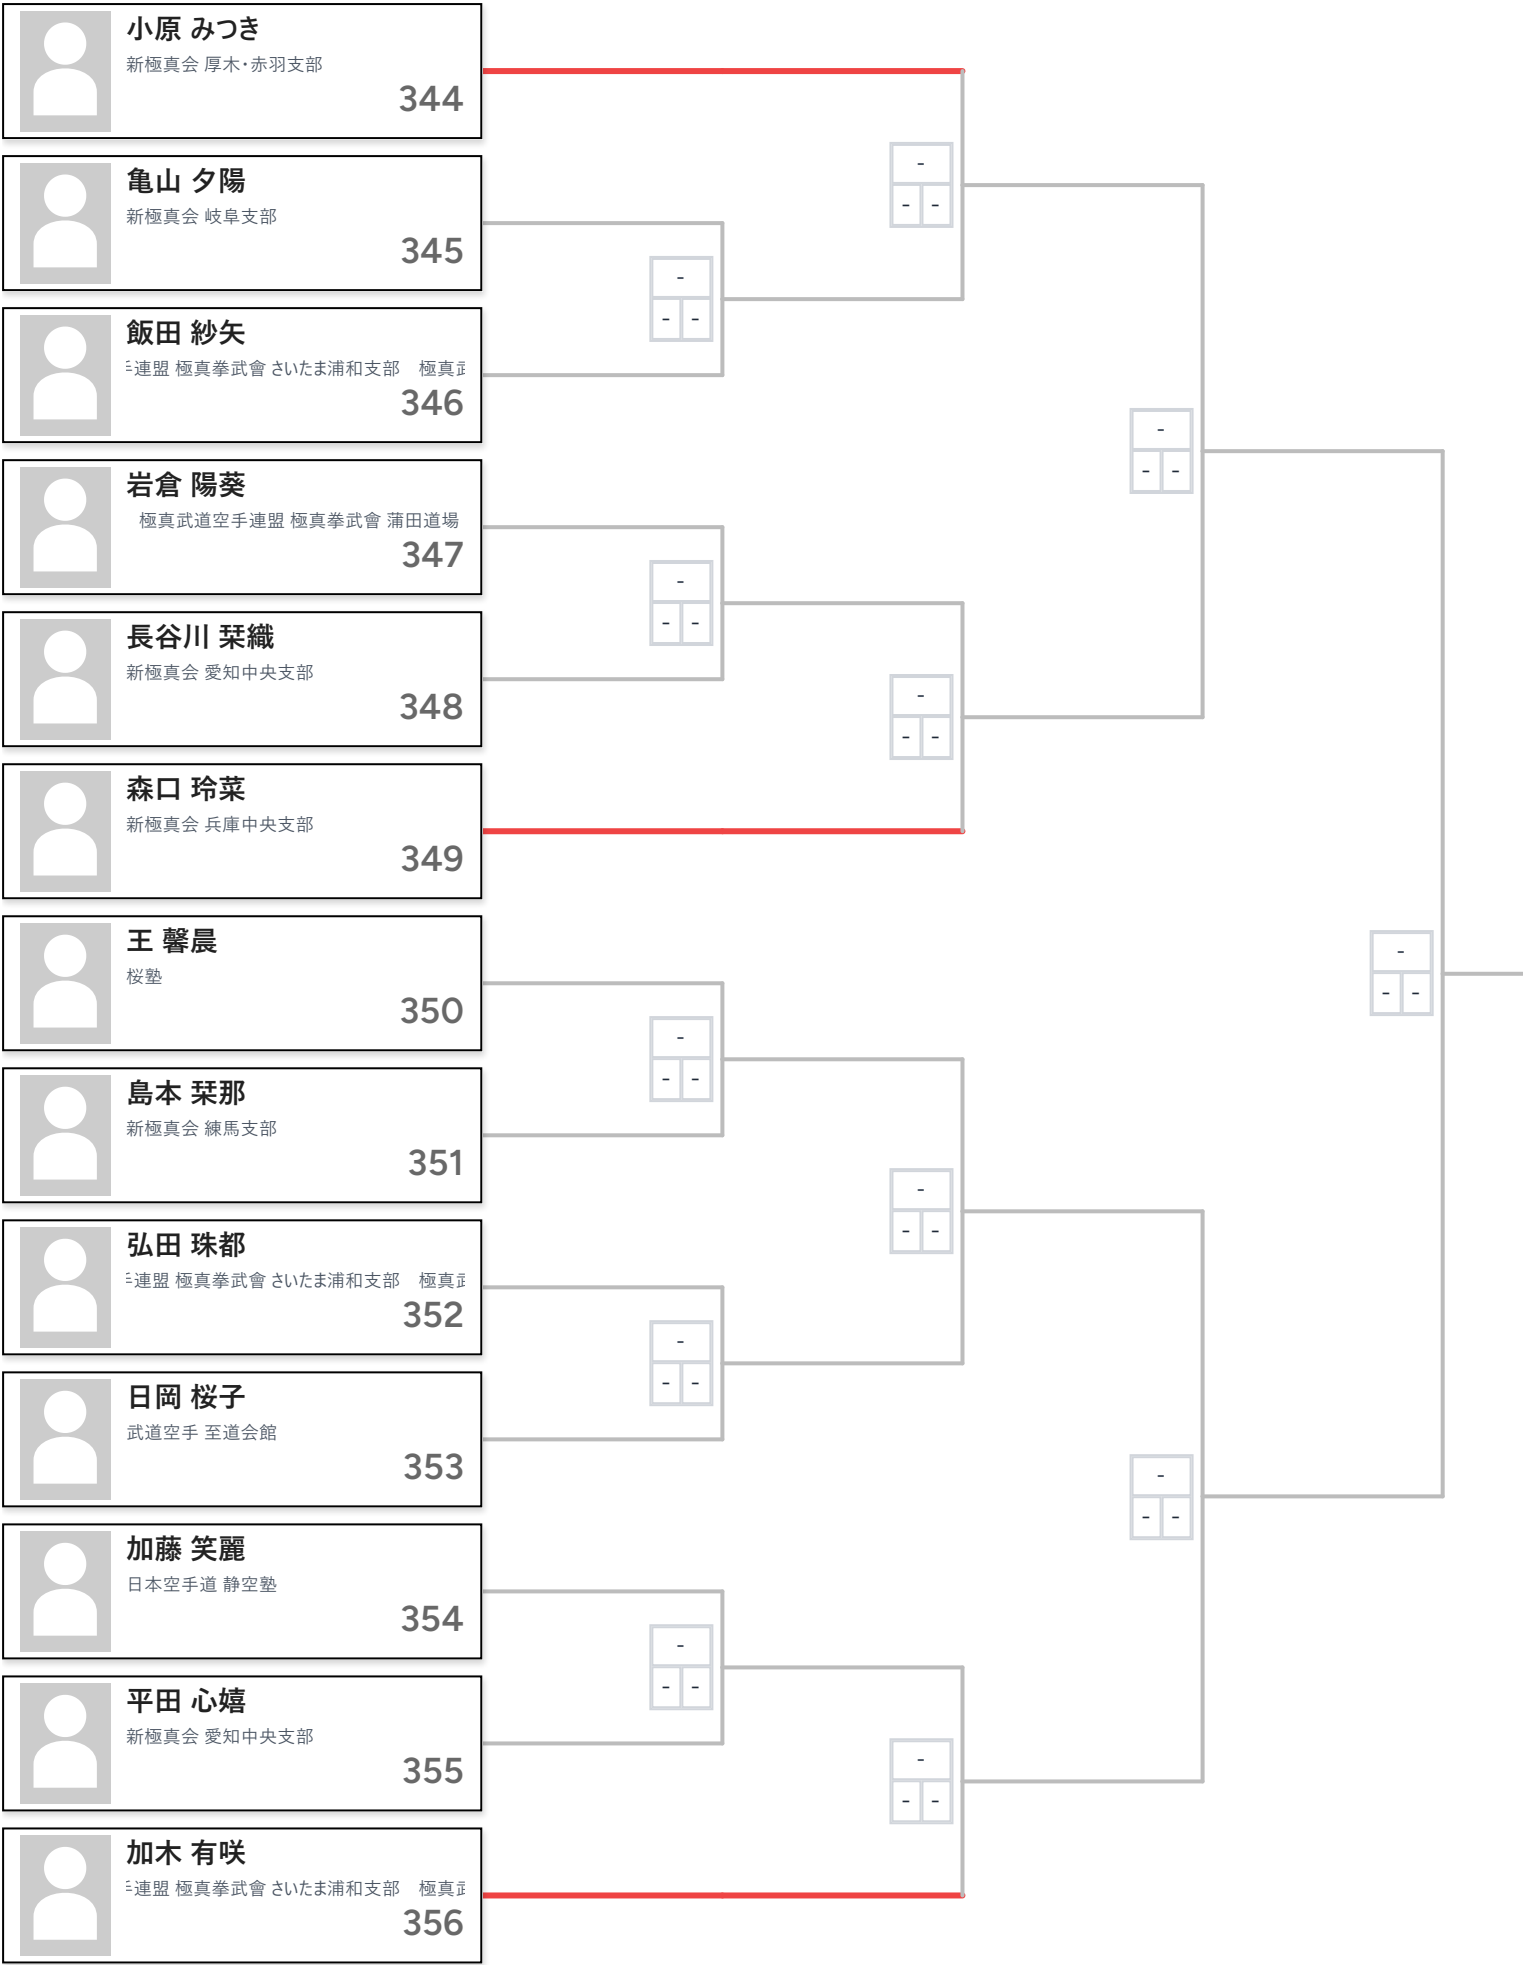 小原 みつき
新極真会 厚木・赤羽支部
344
亀山 夕陽
新極真会 岐阜支部
345
飯田 紗矢
連盟 極真拳武會 さいたま浦和支部　極真
346
岩倉 陽葵
極真武道空手連盟 極真拳武會 蒲田道場
347
長谷川 栞織
新極真会 愛知中央支部
348
森口 玲菜
新極真会 兵庫中央支部
349
王 馨晨
桜塾
350
島本 栞那
新極真会 練馬支部
351
弘田 珠都
連盟 極真拳武會 さいたま浦和支部　極真
352
日岡 桜子
武道空手 至道会館
353
加藤 笑麗
日本空手道 静空塾
354
平田 心嬉
新極真会 愛知中央支部
355
加木 有咲
連盟 極真拳武會 さいたま浦和支部　極真
356